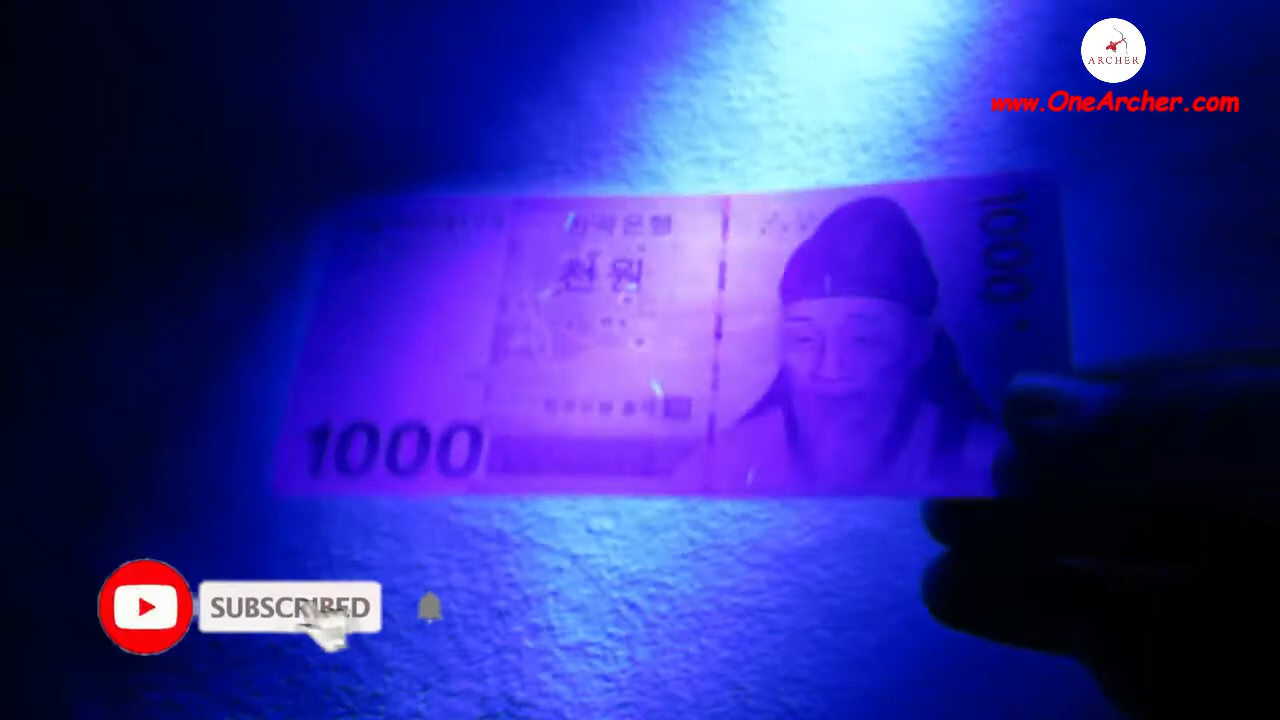 ARCHER
www.OneArcher.com
한국은행
천원
1000
1000
SUBSCRIBED